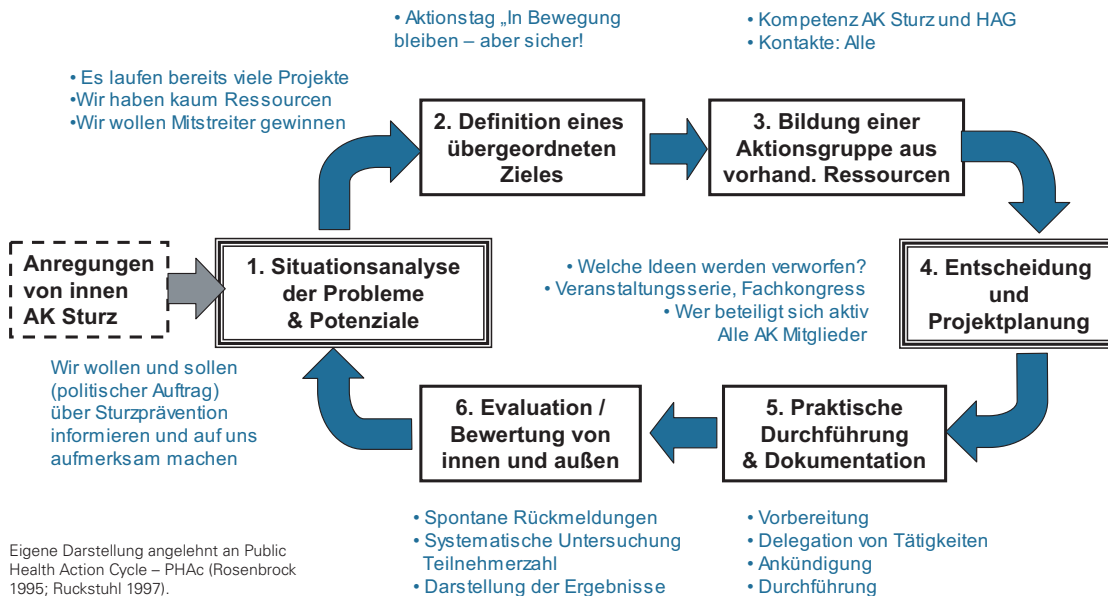 • Aktionstag „In Bewegung
bleiben – aber sicher!
• Kompetenz AK Sturz und HAG
• Kontakte: Alle
• Es laufen bereits viele Projekte
•Wir haben kaum Ressourcen
•Wir wollen Mitstreiter gewinnen
2. Definition eines
übergeordneten
Zieles
3. Bildung einer
Aktionsgruppe aus
vorhand. Ressourcen
Anregungen
von innen
AK Sturz
1. Situationsanalyse
der Probleme
& Potenziale
• Welche Ideen werden verworfen?
• Veranstaltungsserie, Fachkongress
• Wer beteiligt sich aktiv
Alle AK Mitglieder
4. Entscheidung
und
Projektplanung
Wir wollen und sollen
(politischer Auftrag)
über Sturzprävention
informieren und auf uns
aufmerksam machen
6. Evaluation /
Bewertung von
innen und außen
5. Praktische
Durchführung
& Dokumentation
• Spontane Rückmeldungen
• Systematische Untersuchung
Teilnehmerzahl
• Darstellung der Ergebnisse
• Vorbereitung
• Delegation von Tätigkeiten
• Ankündigung
• Durchführung
Eigene Darstellung angelehnt an Public
Health Action Cycle – PHAc (Rosenbrock
1995; Ruckstuhl 1997).